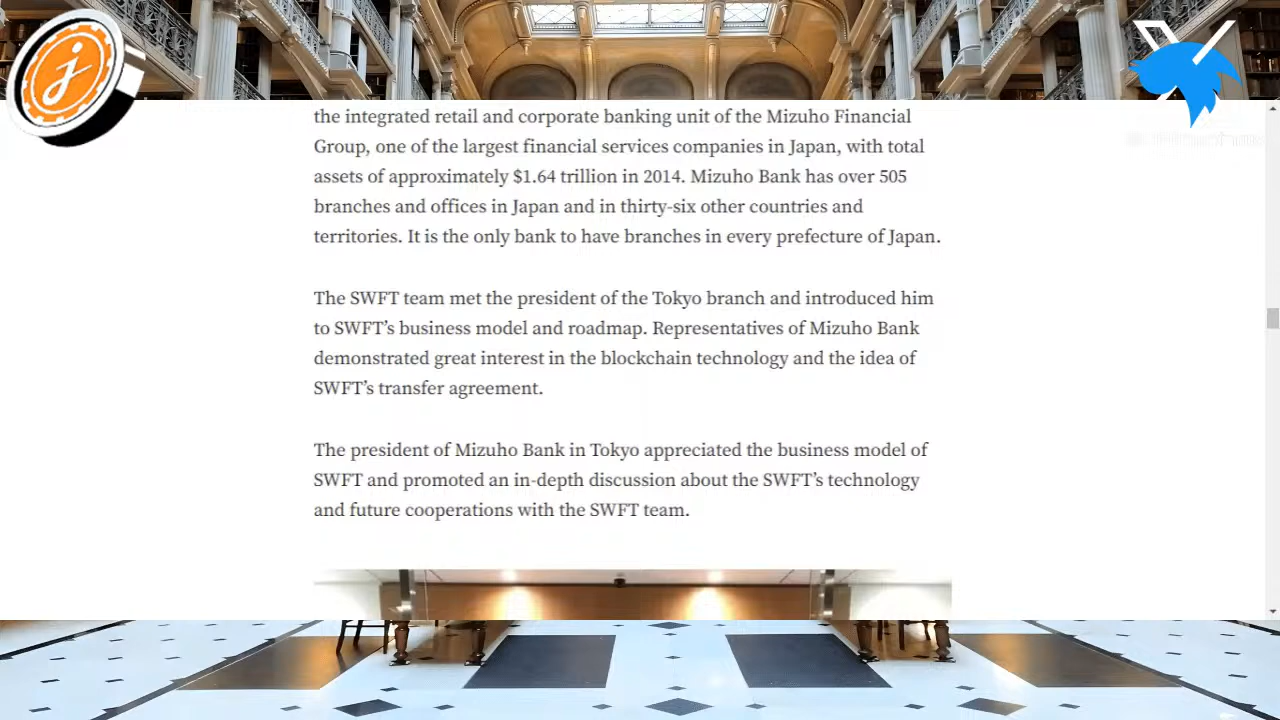 the integrated retail and corporate banking unit of the Mizuho Financial
Group, one of the largest financial services companies in Japan, with total
assets of approximately $1.64 trillion in 2014. Mizuho Bank has over 505
branches and offices in Japan and in thirty-six other countries and
territories. It is the only bank to have branches in every prefecture of Japan.
The SWFT team met the president of the Tokyo branch and introduced him
to SWFT’s business model and roadmap. Representatives of Mizuho Bank
demonstrated great interest in the blockchain technology and the idea of
SWFT’s transfer agreement.
The president of Mizuho Bank in Tokyo appreciated the business model of
SWFT and promoted an in-depth discussion about the SWFT’s technology
and future cooperations with the SWFT team.